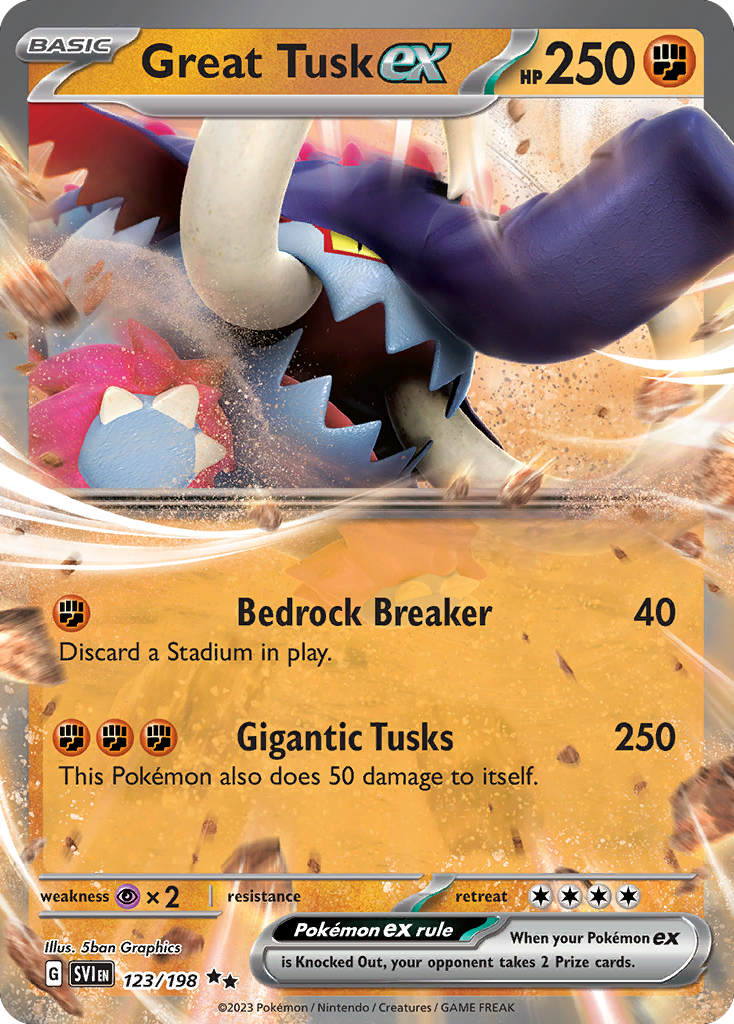 BASIC Great Tusk ex HP 250
Bedrock Breaker 40
Discard a Stadium in play.
Gigantic Tusks 250
This Pokémon also does 50 damage to itself.
weakness ×2 resistance retreat
Illus. 5ban Graphics
Pokémon ex rule When your Pokémon ex
is Knocked Out, your opponent takes 2 Prize cards.
G SVI EN 123/198
©2023 Pokémon / Nintendo / Creatures / GAME FREAK